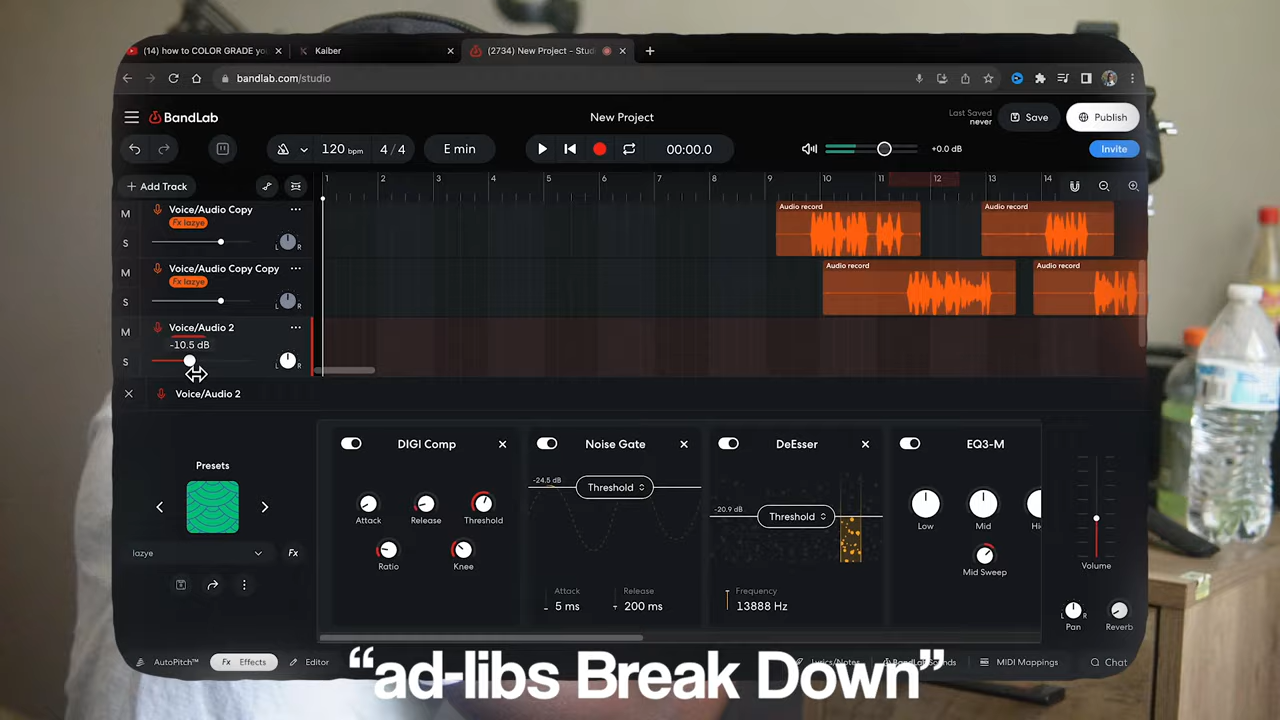 (14) how to COLOR GRADE yo
Kaiber
(2734) New Project - Stud
bandlab.com/studio
BandLab
New Project
Last Saved
never
Save
Publish
120 bpm
4 / 4
E min
00:00.0
+0.0 dB
Invite
+ Add Track
1 2 3 4 5 6 7 8 9 10 11 12 13 14
M
Voice/Audio Copy
Fx lazye
S
L R
Audio record
Audio record
M
Voice/Audio Copy Copy
Fx lazye
S
L R
Audio record
Audio record
M
Voice/Audio 2
-10.5 dB
S
L R
Voice/Audio 2
Presets
lazye
Fx
DIGI Comp
Attack
Release
Threshold
Ratio
Knee
Noise Gate
-24.5 dB
Threshold
Attack
5 ms
Release
200 ms
DeEsser
-20.9 dB
Threshold
Frequency
13888 Hz
EQ3-M
Low
Mid
Mid Sweep
Volume
L R
Pan
Reverb
AutoPitch™
Fx Effects
Editor
Lyrics/Notes
BandLab Sounds
MIDI Mappings
Chat
“ad-libs Break Down”